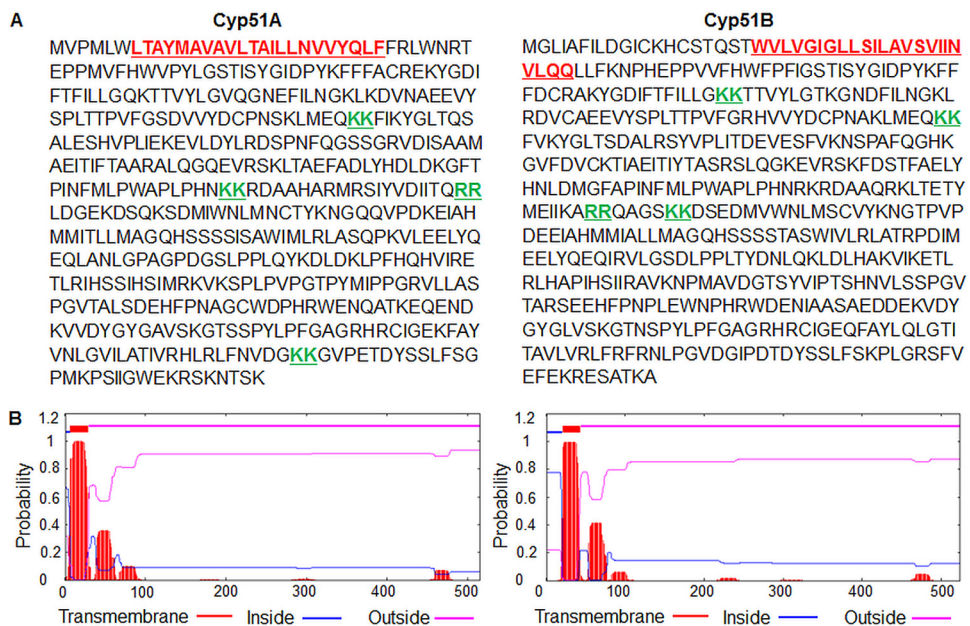 A
Cyp51A
MVPMLWLTAYMAVAVLTAILLNVVYQLFFRLWNRT
EPPMVFHWVPYLGSTISYGIDPYKFFFACREKYGDI
FTFILLGQKTTVYLGVQGNEFILNGKLKDVNAEEVY
SPLTTPVFGSDVVYDCPNSKLMEQKKFIKYGLTQS
ALESHVPLIEKEVLDYLRDSPNFQGSSGRVDISAAM
AEITIFTAARALQGQEVRSKLTAEFADLYHDLDKGFT
PINFMLPWAPLPHNKKRDAAHARMRSIYVDIITQRR
LDGEKDSQKSDMIWNLMNCTYKNGQQVPDKEIAH
MMITLLMAGQHSSSSISAWIMLRLASQPKVLEELYQ
EQLANLGPAGPDGSLPPLQYKDLDKLPFHQHVIRE
TLRIHSSIHSIMRKVKSPLPVPGTPYMIPPGRVLLAS
PGVTALSDEHFPNAGCWDPHRWENQATKEQEND
KVVDYGYGAVSKGTSSPYLPFGAGRHRCIGEKFAY
VNLGVILATIVRHLRLFNVDGKKGVPETDYSSLFSG
PMKPSIIGWEKRSKNTSK
Cyp51B
MGLIAFILDGICKHCSTQSTWVLVGIGLLSILAVSVIIN
VLQQLLFKNPHEPPVVFHWFPFIGSTISYGIDPYKFF
FDCRAKYGDIFTFILLGKKTTVYLGTKGNDFILNGKL
RDVCAEEVYSPLTTPVFGRHVVYDCPNAKLMEQKK
FVKYGLTSDALRSYVPLITDEVESFVKNSPAFQGHK
GVFDVCKTIAEITIYTASRSLQGKEVRSKFDSTFAELY
HNLDMGFAPINFMLPWAPLPHNRKRDAAQRKLTETY
MEIIKARRQAGSKKDSEDMVWNLMSCVYKNGTPVP
DEEIAHMMIALLMAGQHSSSSTASWIVLRLATRPDIM
EELYQEQIRVLGSDLPPLTYDNLQKLDLHAKVIKETL
RLHAPIHSIIRAVKNPMAVDGTSYVIPTSHNVLSSPGV
TARSEEHFPNPLEWNPHRWDENIAASAEDDEKVDY
GYGLVSKGTNSPYLPFGAGRHRCIGEQFAYLQLGTI
TAVLVRLFRFRNLPGVDGIPDTDYSSLFSKPLGRSFV
EFEKRESATKA
B
1.2
1
0.8
0.6
0.4
0.2
0
Probability
0 100 200 300 400 500
Transmembrane Inside Outside
1.2
1
0.8
0.6
0.4
0.2
0
Probability
0 100 200 300 400 500
Transmembrane Inside Outside